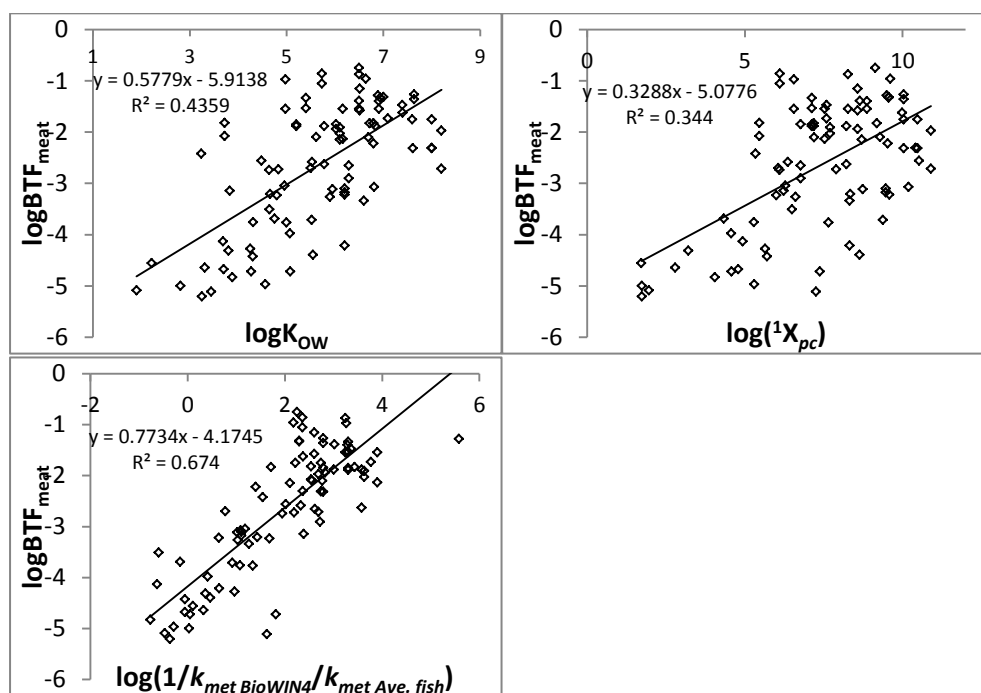 0
1 3 5 7 9
-1
-2
-3
-4
-5
-6
y = 0.5779x - 5.9138
R² = 0.4359
logBTFmeat
logKOW
0
0 5 10
-1
-2
-3
-4
-5
-6
y = 0.3288x - 5.0776
R² = 0.344
logBTFmeat
log(¹Xpc)
0
-2 0 2 4 6
-1
-2
-3
-4
-5
-6
y = 0.7734x - 4.1745
R² = 0.674
logBTFmeat
log(1/kmet BioWIN4/kmet Ave. fish)